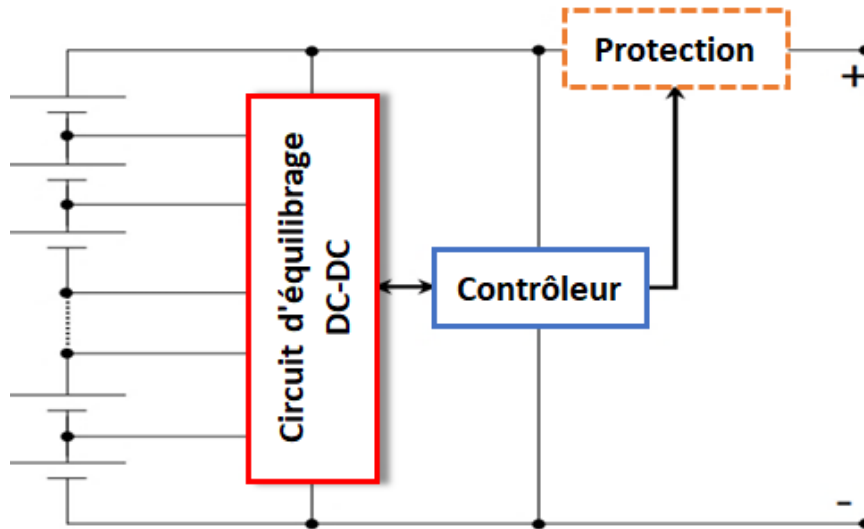 Protection
+
Circuit d'équilibrage
DC-DC
Contrôleur
-